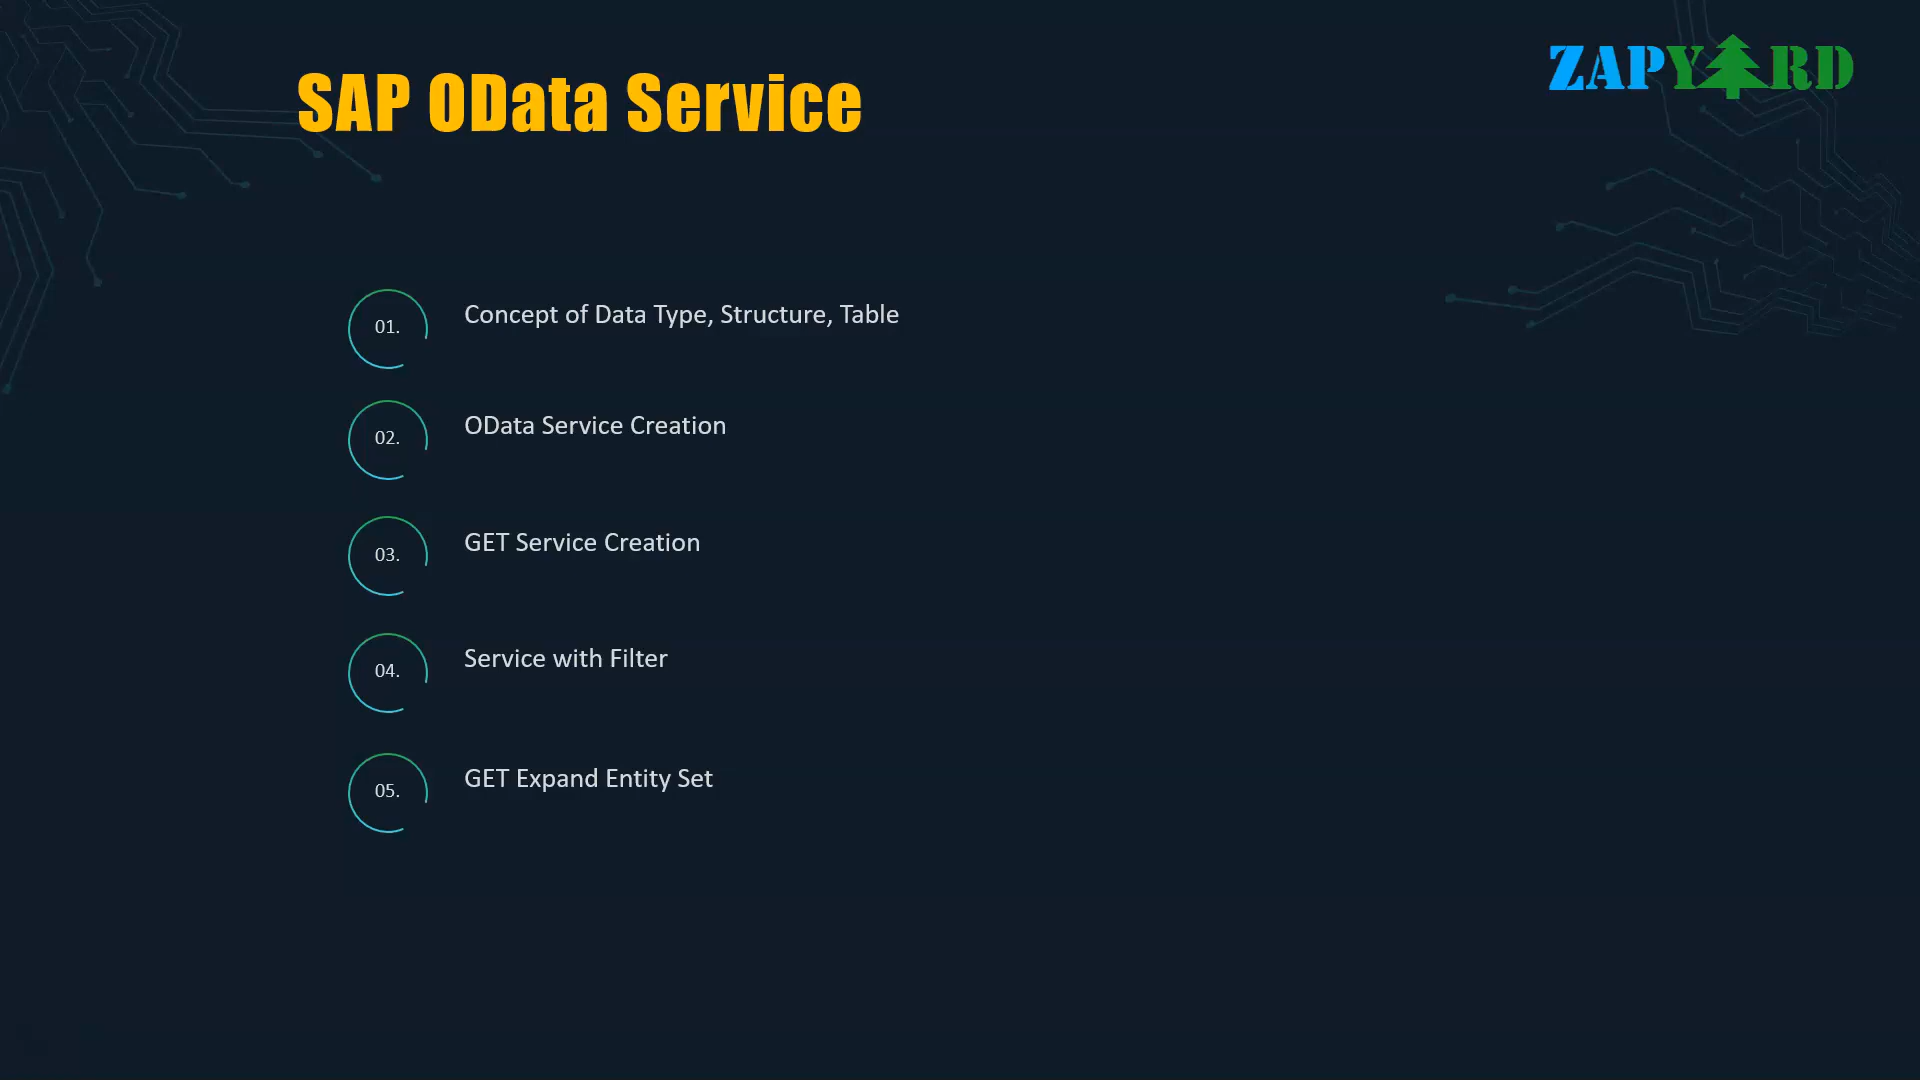 SAP OData Service
ZAPYARD
01.
Concept of Data Type, Structure, Table
02.
OData Service Creation
03.
GET Service Creation
04.
Service with Filter
05.
GET Expand Entity Set